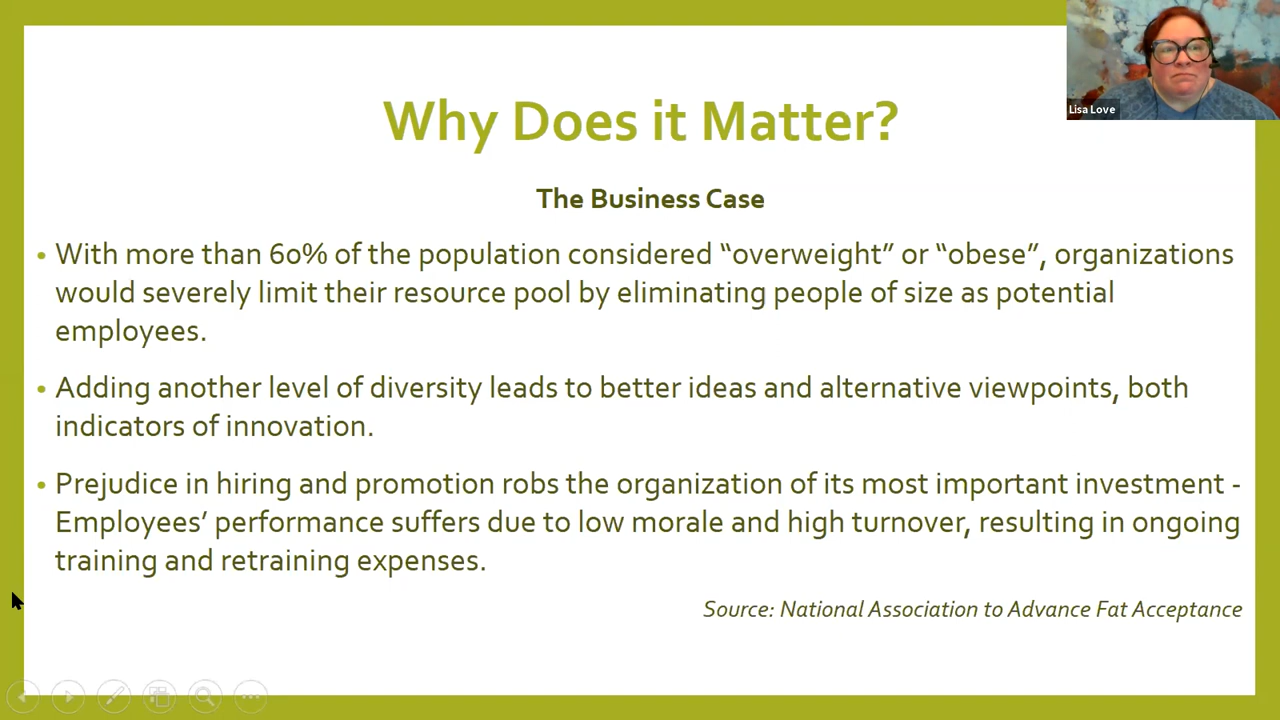 Lisa Love
Why Does it Matter?
The Business Case
• With more than 60% of the population considered “overweight” or “obese”, organizations
would severely limit their resource pool by eliminating people of size as potential
employees.
• Adding another level of diversity leads to better ideas and alternative viewpoints, both
indicators of innovation.
• Prejudice in hiring and promotion robs the organization of its most important investment -
Employees’ performance suffers due to low morale and high turnover, resulting in ongoing
training and retraining expenses.
Source: National Association to Advance Fat Acceptance